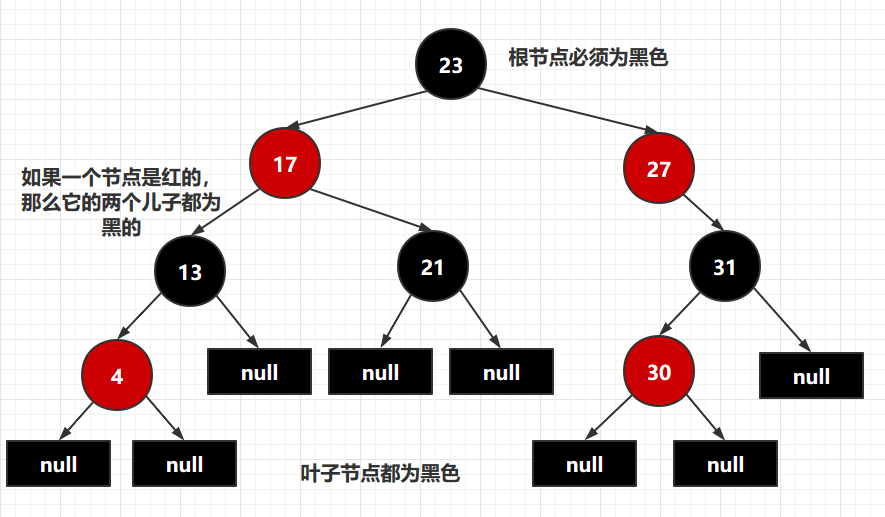 23
根节点必须为黑色
17
27
如果一个节点是红的，
那么它的两个儿子都为
黑的
13
21
31
4
null
null
null
30
null
null
null
叶子节点都为黑色
null
null